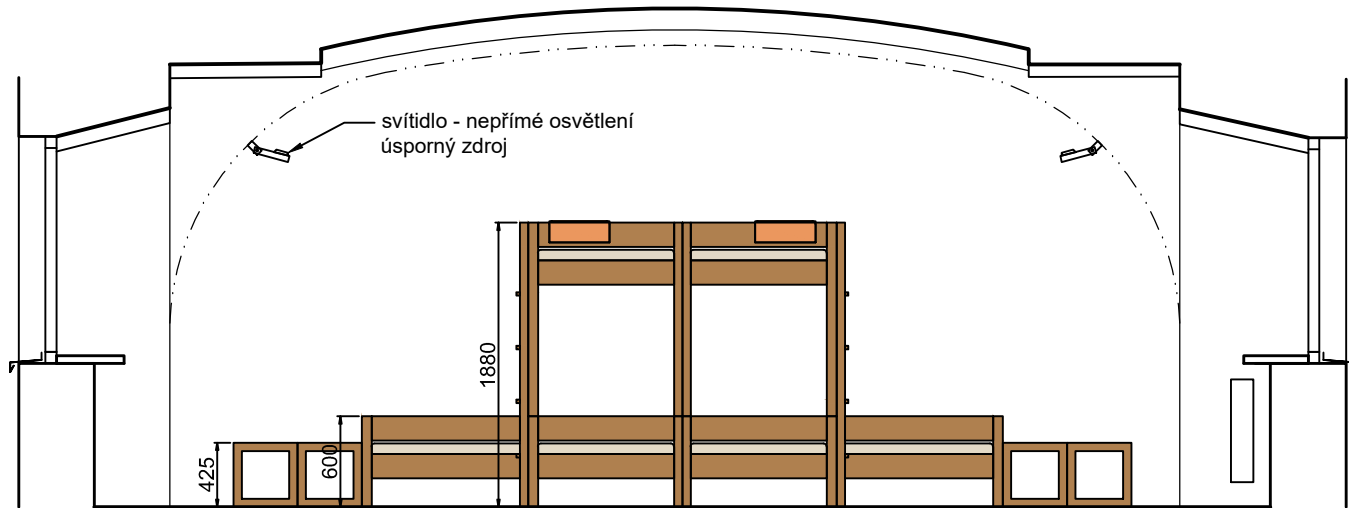 svítidlo - nepřímé osvětlení
úsporný zdroj
1880
600
425